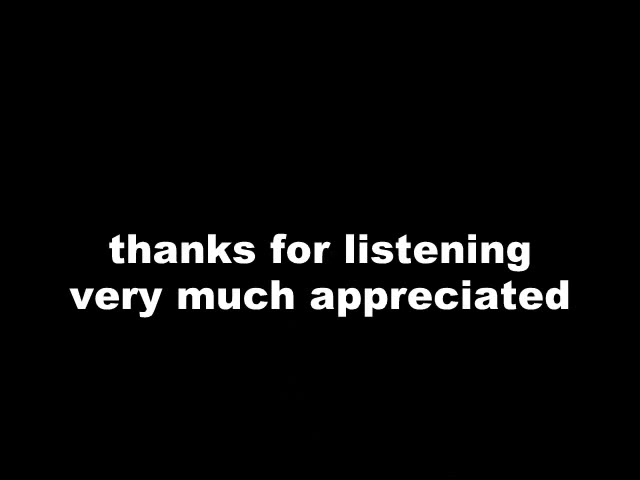 thanks for listening
very much appreciated